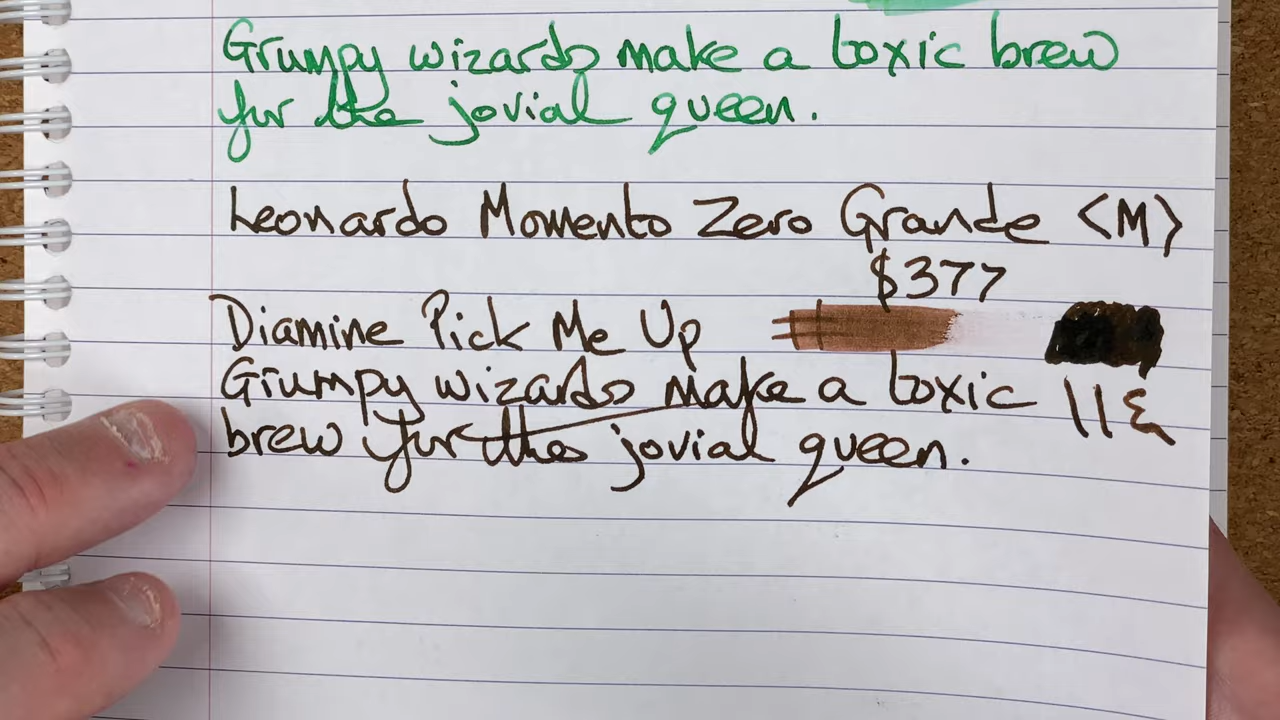 Grumpy wizards make a toxic brew
for the jovial queen.
Leonardo Momento Zero Grande <M>
$377
Diamine Pick Me Up
Grumpy wizards make a toxic
brew for the jovial queen.